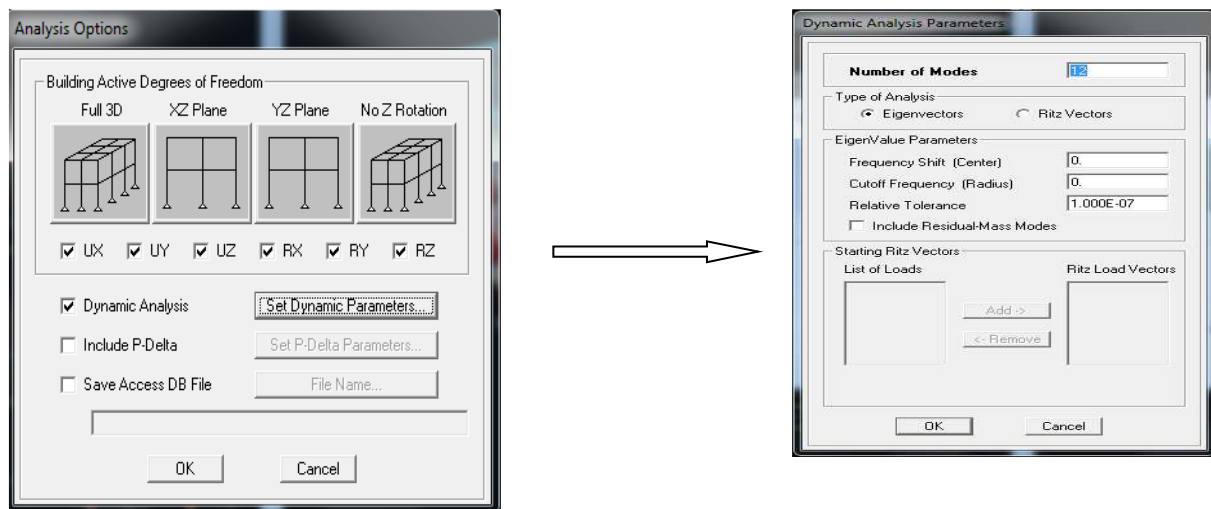 Analysis Options
Building Active Degrees of Freedom
Full 3D XZ Plane YZ Plane No Z Rotation
UX UY UZ RX RY RZ
Dynamic Analysis Set Dynamic Parameters...
Include P-Delta Set P-Delta Parameters...
Save Access DB File File Name...
OK Cancel
Dynamic Analysis Parameters
Number of Modes 12
Type of Analysis
Eigenvectors Ritz Vectors
EigenValue Parameters
Frequency Shift (Center) 0.
Cutoff Frequency (Radius) 0.
Relative Tolerance 1.000E-07
Include Residual-Mass Modes
Starting Ritz Vectors
List of Loads Ritz Load Vectors
Add ->
<- Remove
OK Cancel